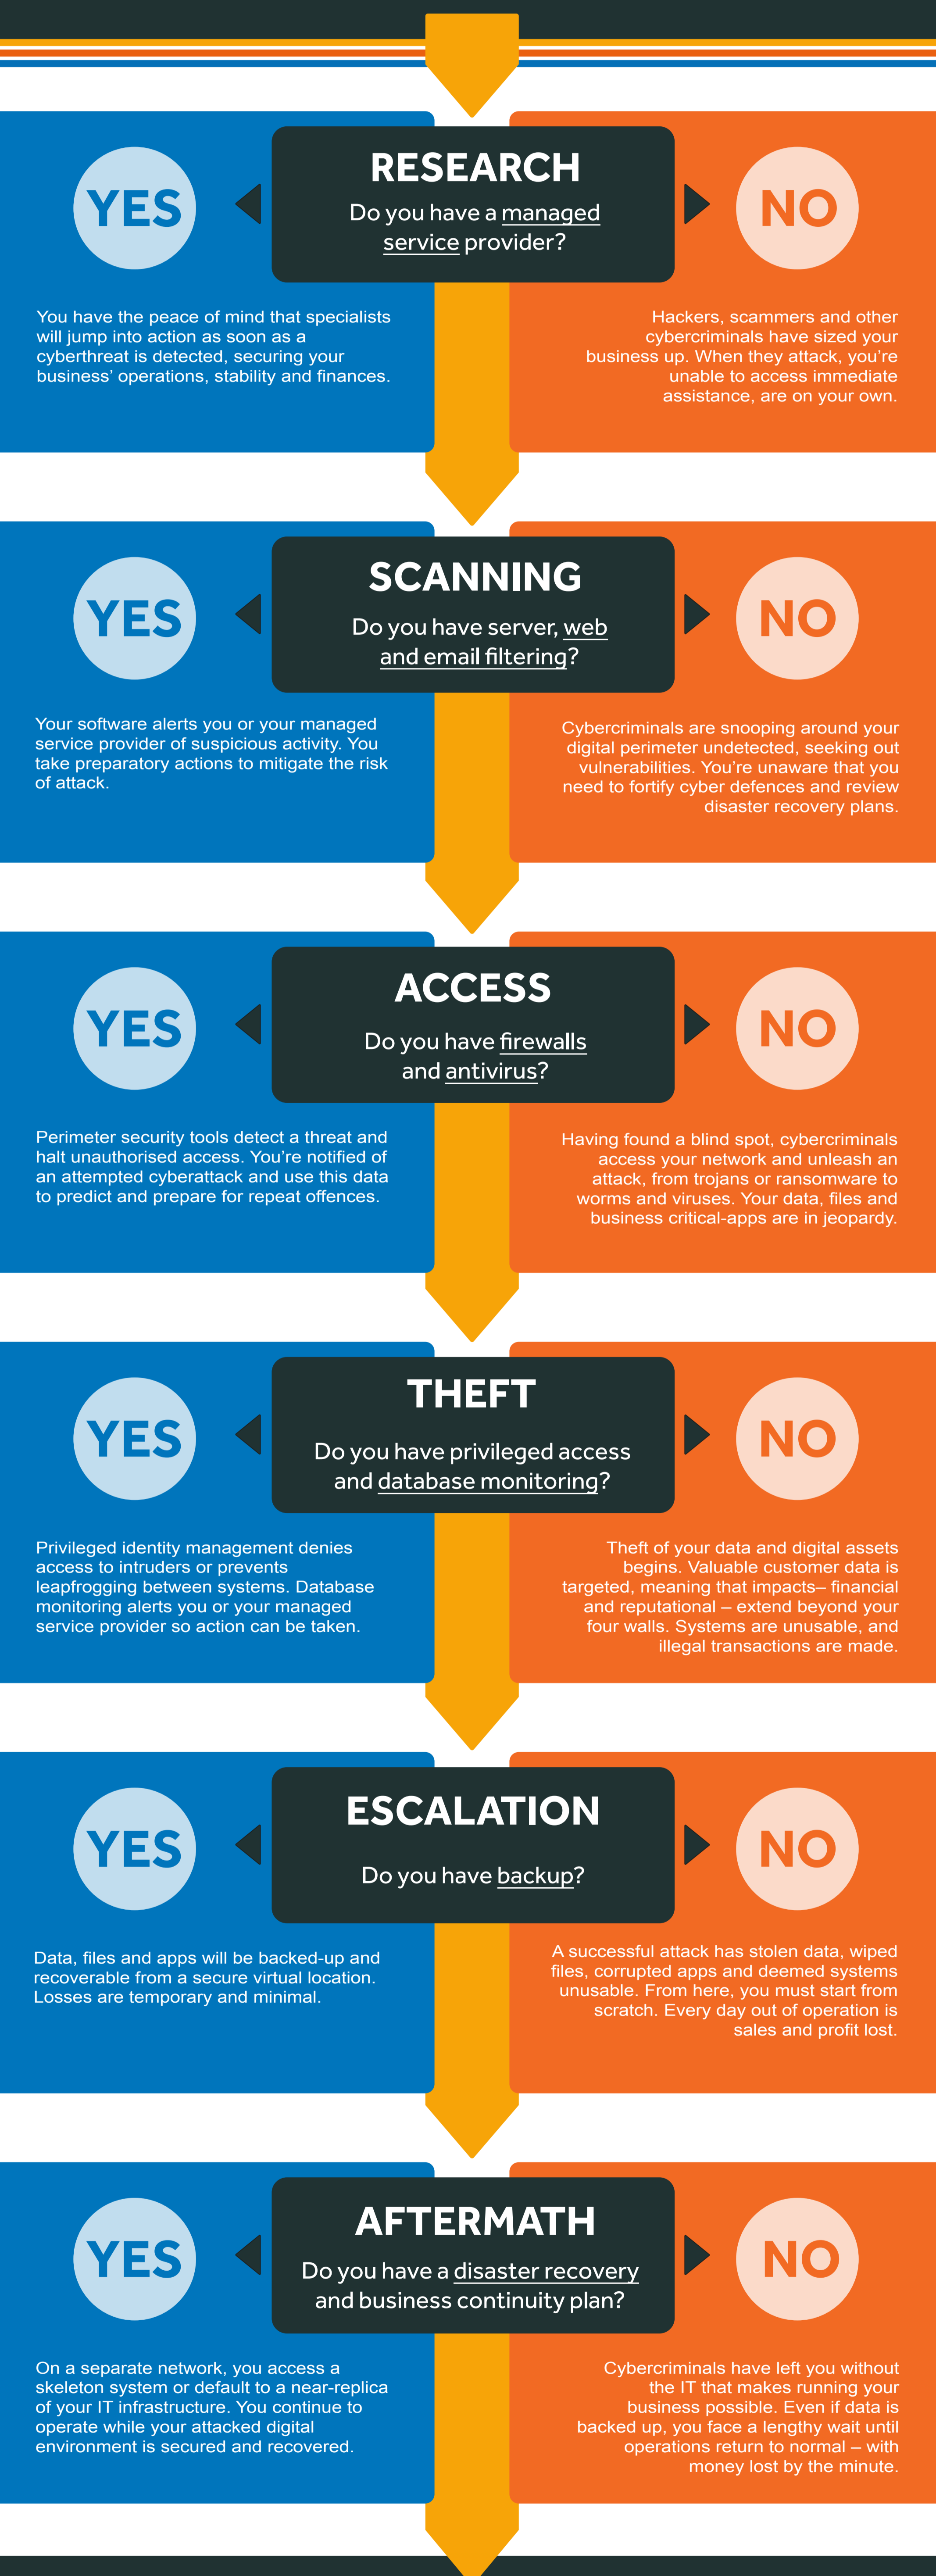 RESEARCH
Do you have a managed
service provider?
YES
NO
You have the peace of mind that specialists
will jump into action as soon as a
cyberthreat is detected, securing your
business' operations, stability and finances.
Hackers, scammers and other
cybercriminals have sized your
business up. When they attack, you're
unable to access immediate
assistance, are on your own.
SCANNING
Do you have server, web
and email filtering?
YES
NO
Your software alerts you or your managed
service provider of suspicious activity. You
take preparatory actions to mitigate the risk
of attack.
Cybercriminals are snooping around your
digital perimeter undetected, seeking out
vulnerabilities. You're unaware that you
need to fortify cyber defences and review
disaster recovery plans.
ACCESS
Do you have firewalls
and antivirus?
YES
NO
Perimeter security tools detect a threat and
halt unauthorised access. You're notified of
an attempted cyberattack and use this data
to predict and prepare for repeat offences.
Having found a blind spot, cybercriminals
access your network and unleash an
attack, from trojans or ransomware to
worms and viruses. Your data, files and
business critical-apps are in jeopardy.
THEFT
Do you have privileged access
and database monitoring?
YES
NO
Privileged identity management denies
access to intruders or prevents
leapfrogging between systems. Database
monitoring alerts you or your managed
service provider so action can be taken.
Theft of your data and digital assets
begins. Valuable customer data is
targeted, meaning that impacts– financial
and reputational – extend beyond your
four walls. Systems are unusable, and
illegal transactions are made.
ESCALATION
Do you have backup?
YES
NO
Data, files and apps will be backed-up and
recoverable from a secure virtual location.
Losses are temporary and minimal.
A successful attack has stolen data, wiped
files, corrupted apps and deemed systems
unusable. From here, you must start from
scratch. Every day out of operation is
sales and profit lost.
AFTERMATH
Do you have a disaster recovery
and business continuity plan?
YES
NO
On a separate network, you access a
skeleton system or default to a near-replica
of your IT infrastructure. You continue to
operate while your attacked digital
environment is secured and recovered.
Cybercriminals have left you without
the IT that makes running your
business possible. Even if data is
backed up, you face a lengthy wait until
operations return to normal – with
money lost by the minute.